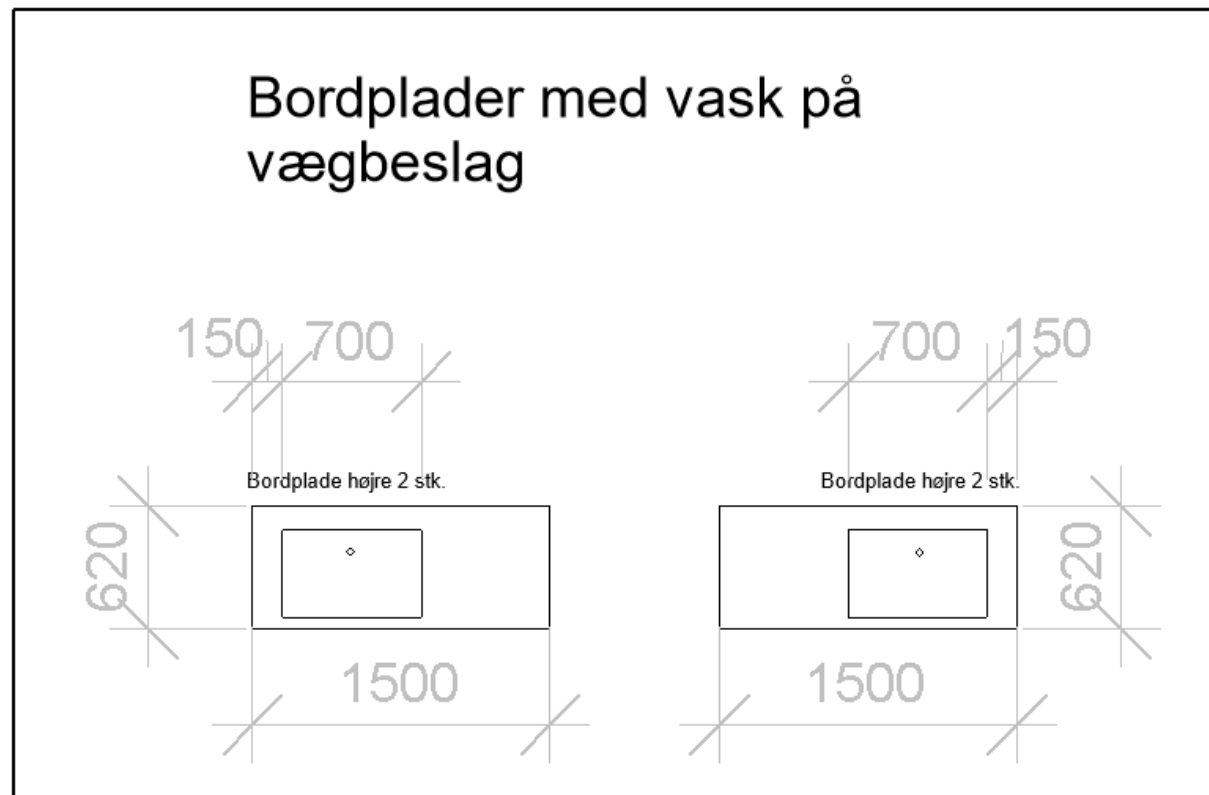 Bordplader med vask på
vægbeslag
150 700 700 150
Bordplade højre 2 stk. Bordplade højre 2 stk.
620 620
1500 1500